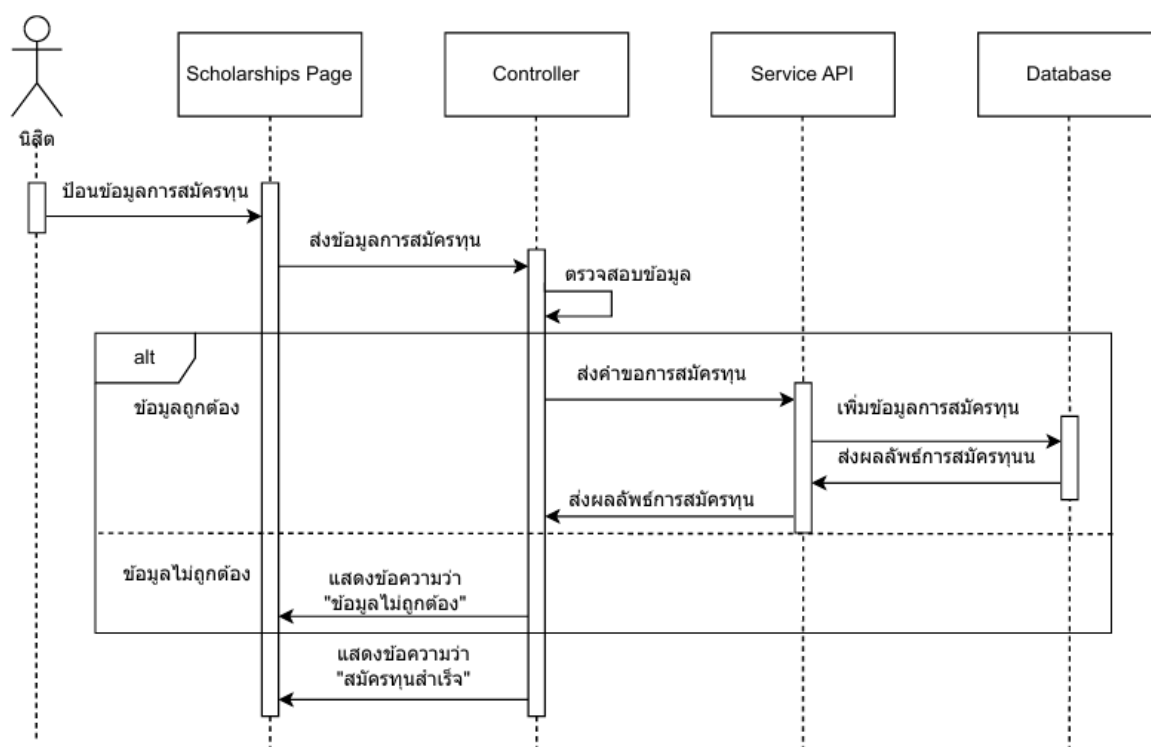 Scholarships Page
Controller
Service API
Database
นิสิต
ป้อนข้อมูลการสมัครทุน
ส่งข้อมูลการสมัครทุน
ตรวจสอบข้อมูล
alt
ส่งคำขอการสมัครทุน
ข้อมูลถูกต้อง
เพิ่มข้อมูลการสมัครทุน
ส่งผลลัพธ์การสมัครทุนน
ส่งผลลัพธ์การสมัครทุน
ข้อมูลไม่ถูกต้อง
แสดงข้อความว่า
"ข้อมูลไม่ถูกต้อง"
แสดงข้อความว่า
"สมัครทุนสำเร็จ"